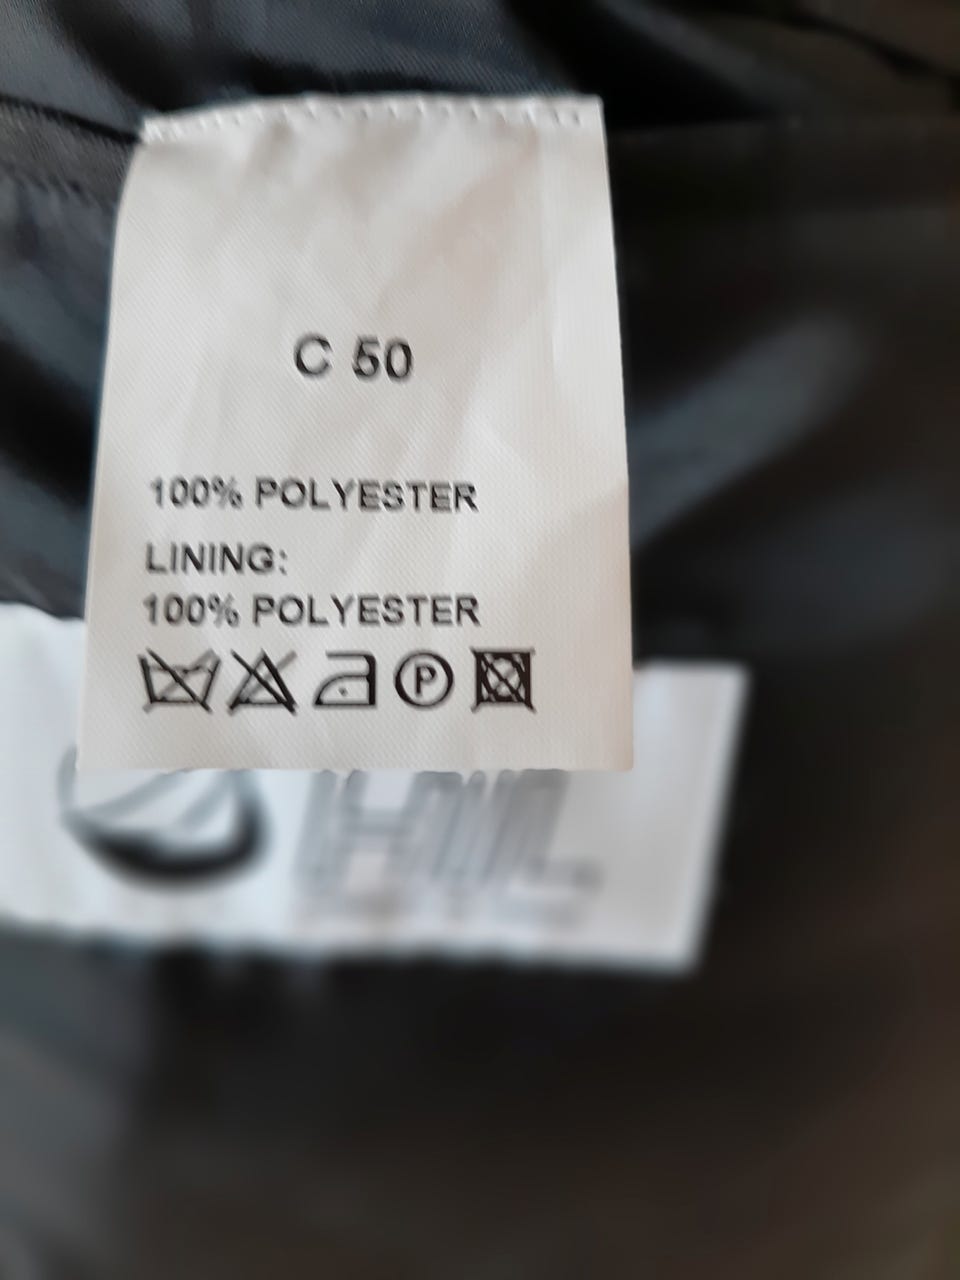 C 50
100% POLYESTER
LINING:
100% POLYESTER
P